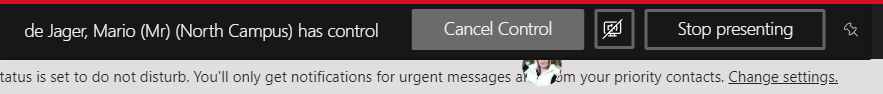 de Jager, Mario (Mr) (North Campus) has control Cancel Control Stop presenting
tatus is set to do not disturb. You'll only get notifications for urgent messages a om your priority contacts. Change settings.